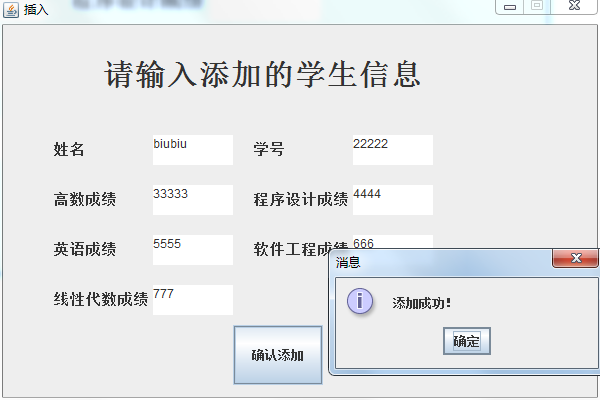 插入
请输入添加的学生信息
姓名 biubiu 学号 22222
高数成绩 33333 程序设计成绩 4444
英语成绩 5555 软件工程成绩 666
消息
线性代数成绩 777
添加成功!
确定
确认添加